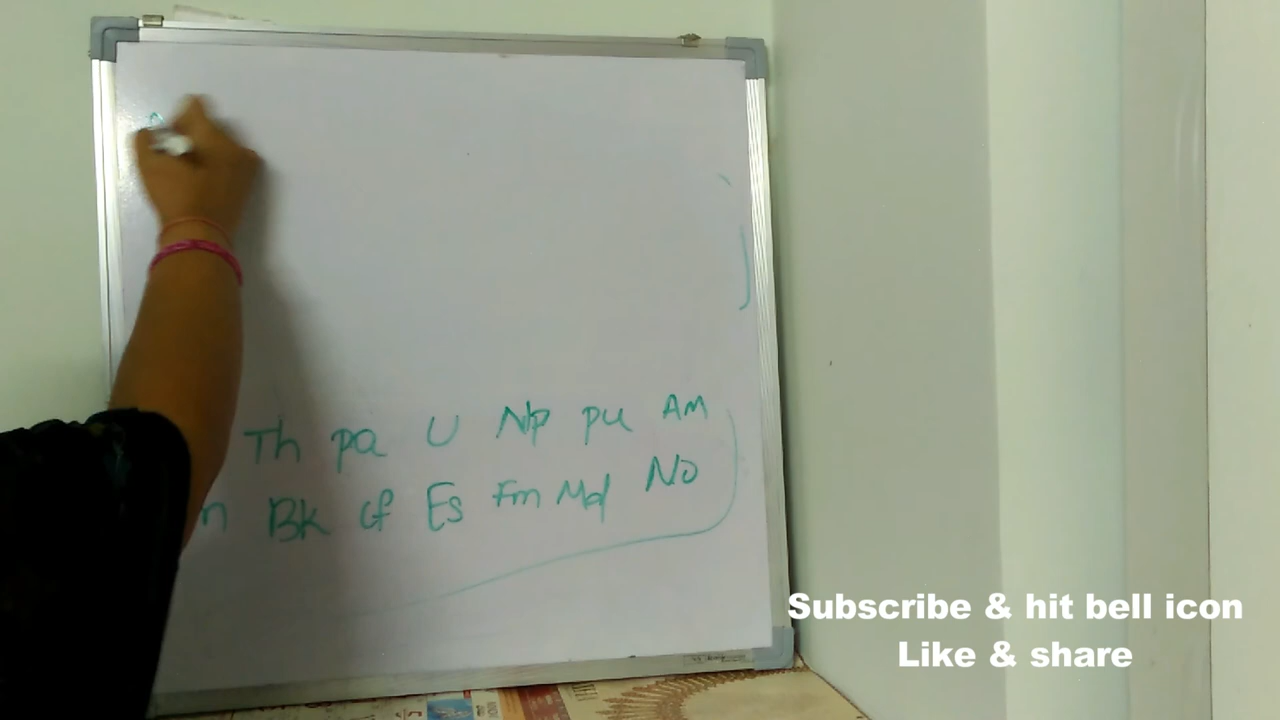 Th pa U Np pu Am
Bk Cf Es Fm Md No
Subscribe & hit bell icon
Like & share